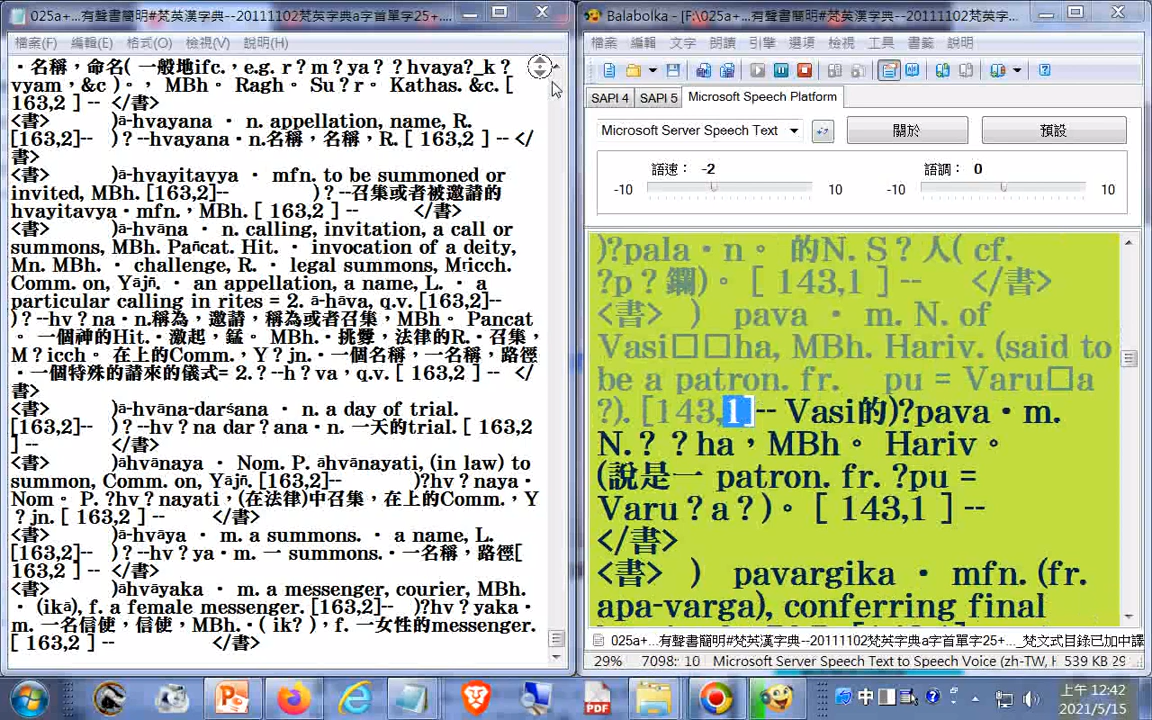 025a+...有聲書簡明#梵英漢字典--20111102梵英字典a字首單字25+...
檔案(F) 編輯(E) 格式(O) 檢視(V) 說明(H)
‧名稱，命名( 一般地ifc.，e.g. r？m？ya？？hvaya?_k？
vyam，&c )。， MBh。Ragh。Su？r。Kathas. &c. [
163,2 ] -- </書>
<書> )ā-hvayana ‧ n. appellation, name, R.
[163,2]-- )？--hvayana‧n.名稱，名稱，R. [ 163,2 ] -- </
書>
<書> )ā-hvayitavya ‧ mfn. to be summoned or
invited, MBh. [163,2]-- )？--召集或者被邀請的
hvayitavya‧mfn.，MBh. [ 163,2 ] -- </書>
<書> )ā-hvāna ‧ n. calling, invitation, a call or
summons, MBh. Pañcat. Hit. ‧ invocation of a deity,
Mn. MBh. ‧ challenge, R. ‧ legal summons, Mṛicch.
Comm. on, Yājñ. ‧ an appellation, a name, L. ‧ a
particular calling in rites = 2. ā-hāva, q.v. [163,2]--
)？--hv？na‧n.稱為，邀請，稱為或者召集，MBh。Pancat
。一個神的Hit.‧激起，錳。 MBh.‧挑釁，法律的R.‧召集，
M？icch。 在上的Comm.，Y？jn.‧一個名稱，一名稱，路徑
‧一個特殊的請來的儀式= 2.？--h？va，q.v. [ 163,2 ] -- </
書>
<書> )ā-hvāna-darśana ‧ n. a day of trial.
[163,2]-- )？--hv？na dar？ana‧n. 一天的trial. [ 163,2
] -- </書>
<書> )āhvānaya ‧ Nom. P. āhvānayati, (in law) to
summon, Comm. on, Yājñ. [163,2]-- )?hv？naya‧
Nom。 P. ?hv？nayati，(在法律)中召集，在上的Comm.，Y
？jn. [ 163,2 ] -- </書>
<書> )ā-hvāya ‧ m. a summons. ‧ a name, L.
[163,2]-- )？--hv？ya‧m. 一 summons.‧一名稱，路徑[
163,2 ] -- </書>
<書> )āhvāyaka ‧ m. a messenger, courier, MBh.
‧ (ikā), f. a female messenger. [163,2]-- )?hv？yaka‧
m. 一名信使，信使，MBh.‧( ik？)，f. 一女性的messenger.
[ 163,2 ] -- </書>
Balabolka - [F:\025a+...有聲書簡明#梵英漢字典--20111102梵英字...
檔案 編輯 文字 朗讀 引擎 選項 檢視 工具 書籤 說明
SAPI 4 SAPI 5 Microsoft Speech Platform
Microsoft Server Speech Text 關於 預設
語速： -2 語調： 0
-10 10 -10 10
)?pala‧n。 的N. S？人( cf.
?p？鑭)。[ 143,1 ] -- </書>
<書> ) pava ‧ m. N. of
Vasi□□ha, MBh. Hariv. (said to
be a patron. fr. pu = Varu□a
?). [143,1]-- Vasi的)?pava‧m.
N.？？ha，MBh。 Hariv。
(說是一 patron. fr. ?pu =
Varu？a？)。[ 143,1 ] --
</書>
<書> ) pavargika ‧ mfn. (fr.
apa-varga), conferring final
025a+...有聲書簡明#梵英漢字典--20111102梵英字典a字首單字25+..._梵文式目錄已加中譯
29% 7098: 10 Microsoft Server Speech Text to Speech Voice (zh-TW, H 539 KB 29
中
上午 12:42
2021/5/15